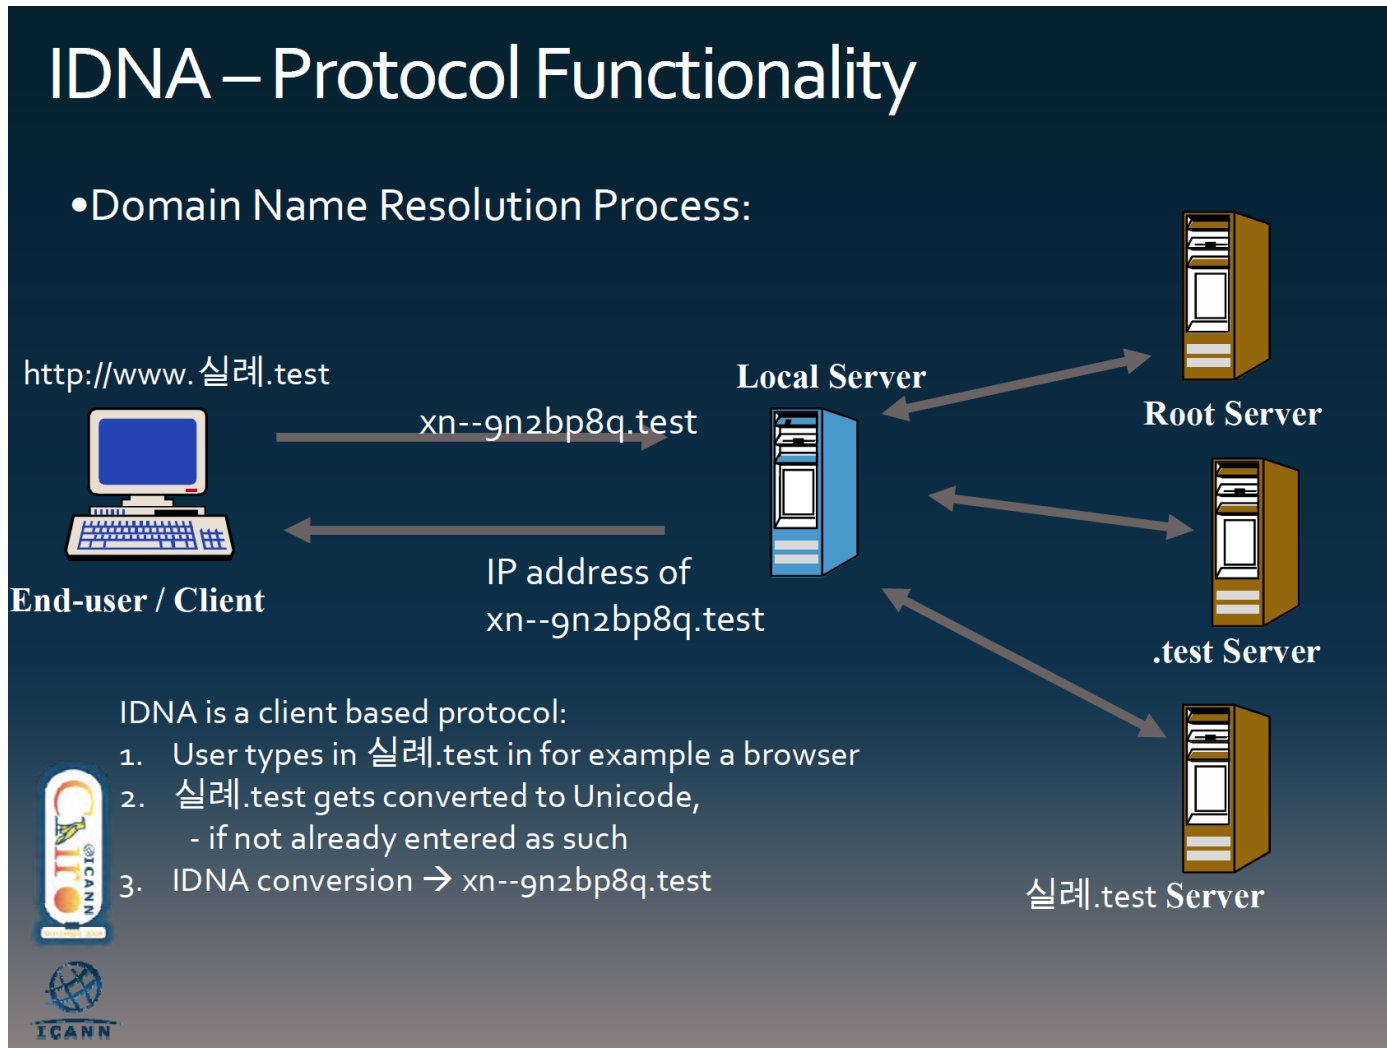 IDNA – Protocol Functionality
•Domain Name Resolution Process:
http://www.실례.test
xn--9n2bp8q.test
Local Server
Root Server
IP address of
xn--9n2bp8q.test
End-user / Client
.test Server
IDNA is a client based protocol:
1. User types in 실례.test in for example a browser
2. 실례.test gets converted to Unicode,
- if not already entered as such
3. IDNA conversion → xn--9n2bp8q.test
실례.test Server
Cairo
@ICANN
ICANN